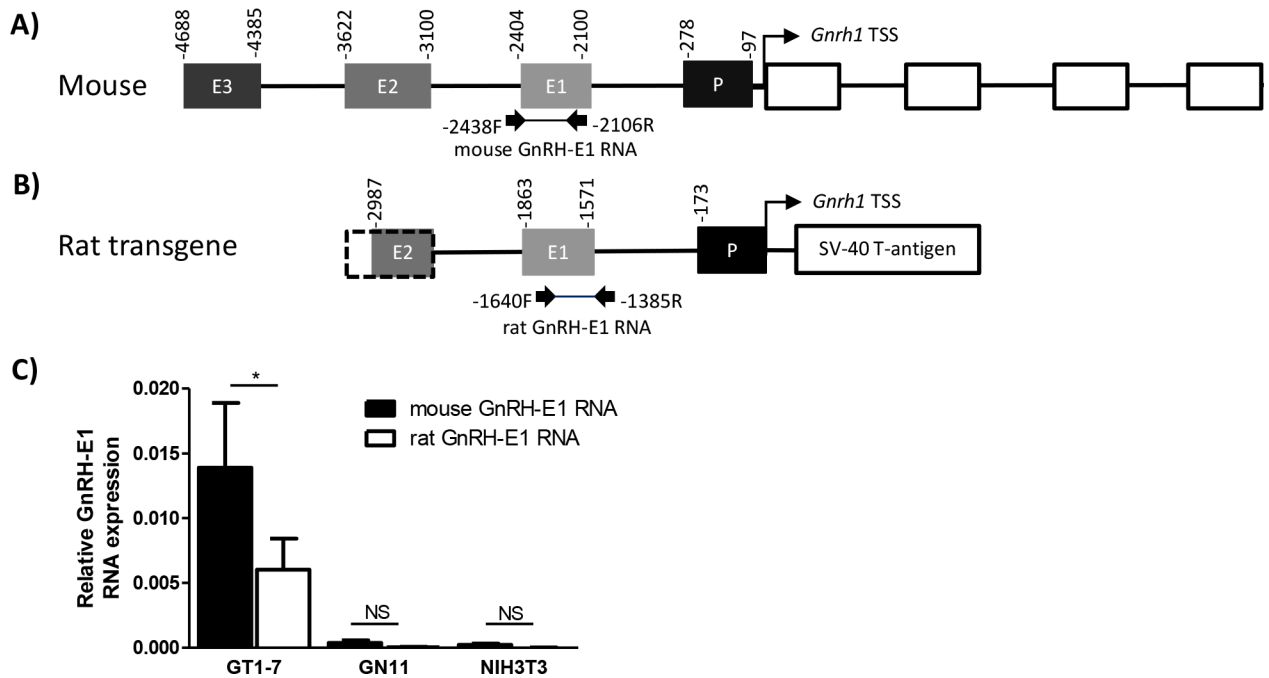 A)
-4688
-4385
-3622
-3100
-2404
-2100
-278
-97
Gnrh1 TSS
Mouse
E3
E2
E1
P
-2438F
-2106R
mouse GnRH-E1 RNA
B)
-2987
-1863
-1571
-173
Gnrh1 TSS
Rat transgene
E2
E1
P
SV-40 T-antigen
-1640F
-1385R
rat GnRH-E1 RNA
C)
Relative GnRH-E1
RNA expression
0.020
0.015
0.010
0.005
0.000
*
NS
NS
mouse GnRH-E1 RNA
rat GnRH-E1 RNA
GT1-7
GN11
NIH3T3